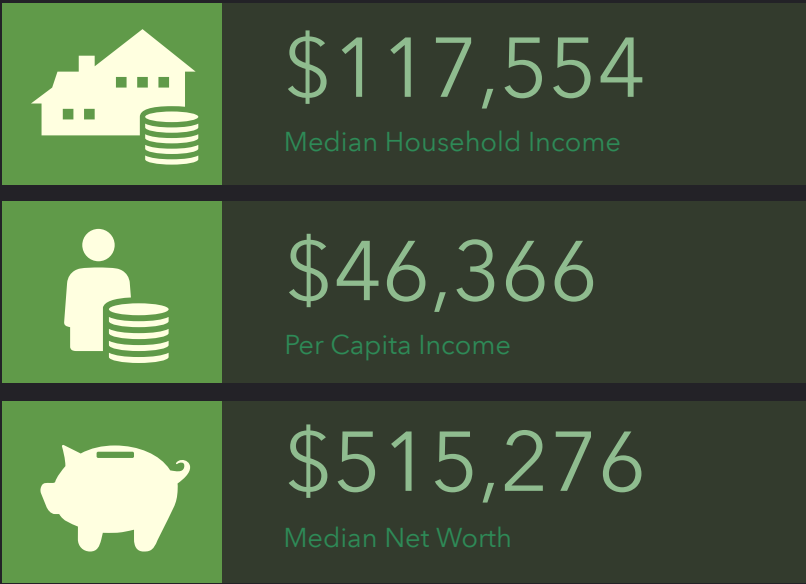 $117,554
Median Household Income
$46,366
Per Capita Income
$515,276
Median Net Worth